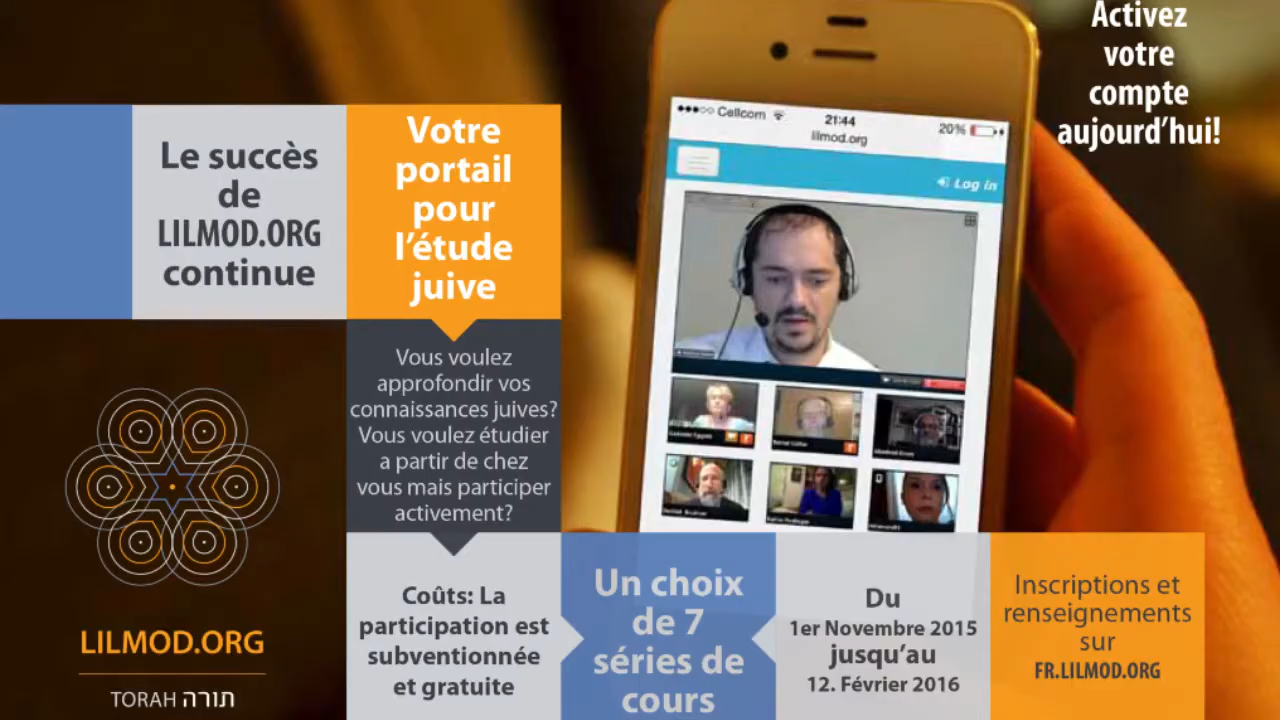 Activez
votre
compte
aujourd'hui!
Le succès
de
LILMOD.ORG
continue
Votre
portail
pour
l'étude
juive
Cellcom
21:44
20%
lilmod.org
Log in
Vous voulez
approfondir vos
connaissances juives?
Vous voulez étudier
a partir de chez
vous mais participer
activement?
LILMOD.ORG
TORAH תורה
Coûts: La
participation est
subventionnée
et gratuite
Un choix
de 7
séries de
cours
Du
1er Novembre 2015
jusqu'au
12. Février 2016
Inscriptions et
renseignements
sur
FR.LILMOD.ORG